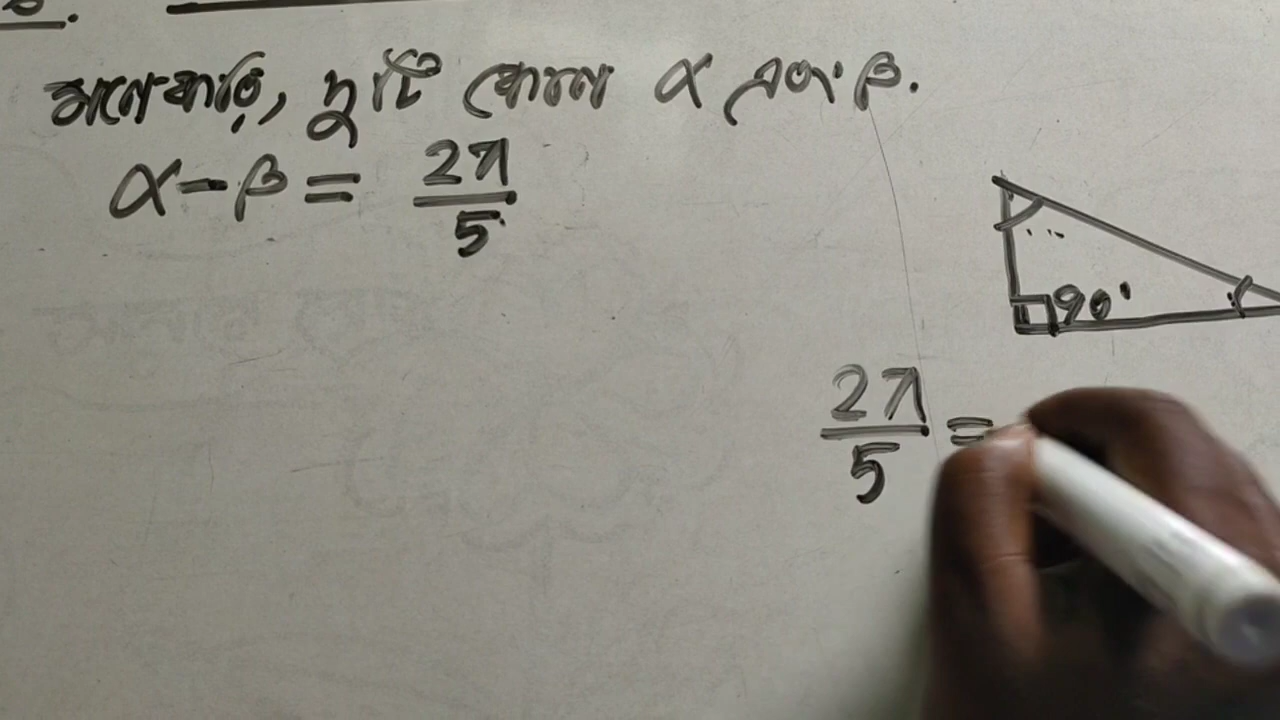 মনেকরি, দুটি কোন α এবং β.
α - β = 2π/5
90°
2π/5 =